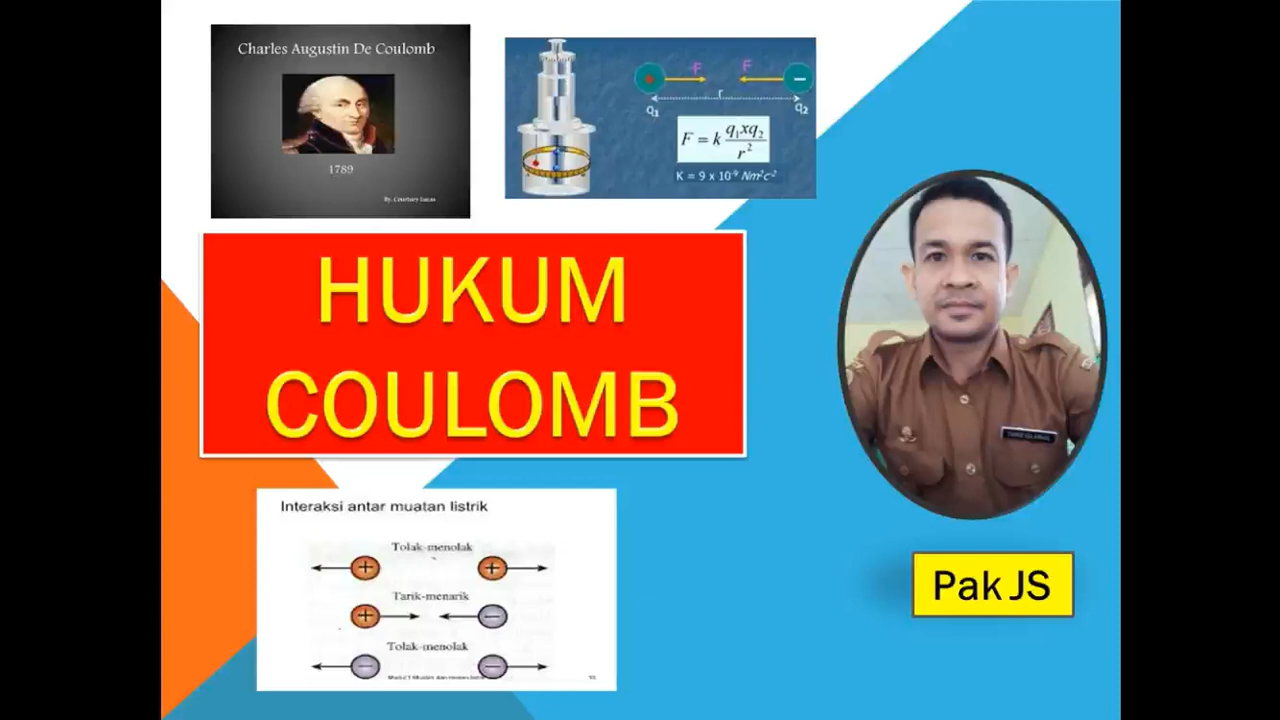 Charles Augustin De Coulomb
1789
By: Courtney Lucas
F F
r
q₁ q₂
F = k q₁xq₂ / r²
K = 9 x 10⁻⁹ Nm²c⁻²
HUKUM
COULOMB
Interaksi antar muatan listrik
Tolak-menolak
+ +
Tarik-menarik
+ −
Tolak-menolak
− −
Pak JS